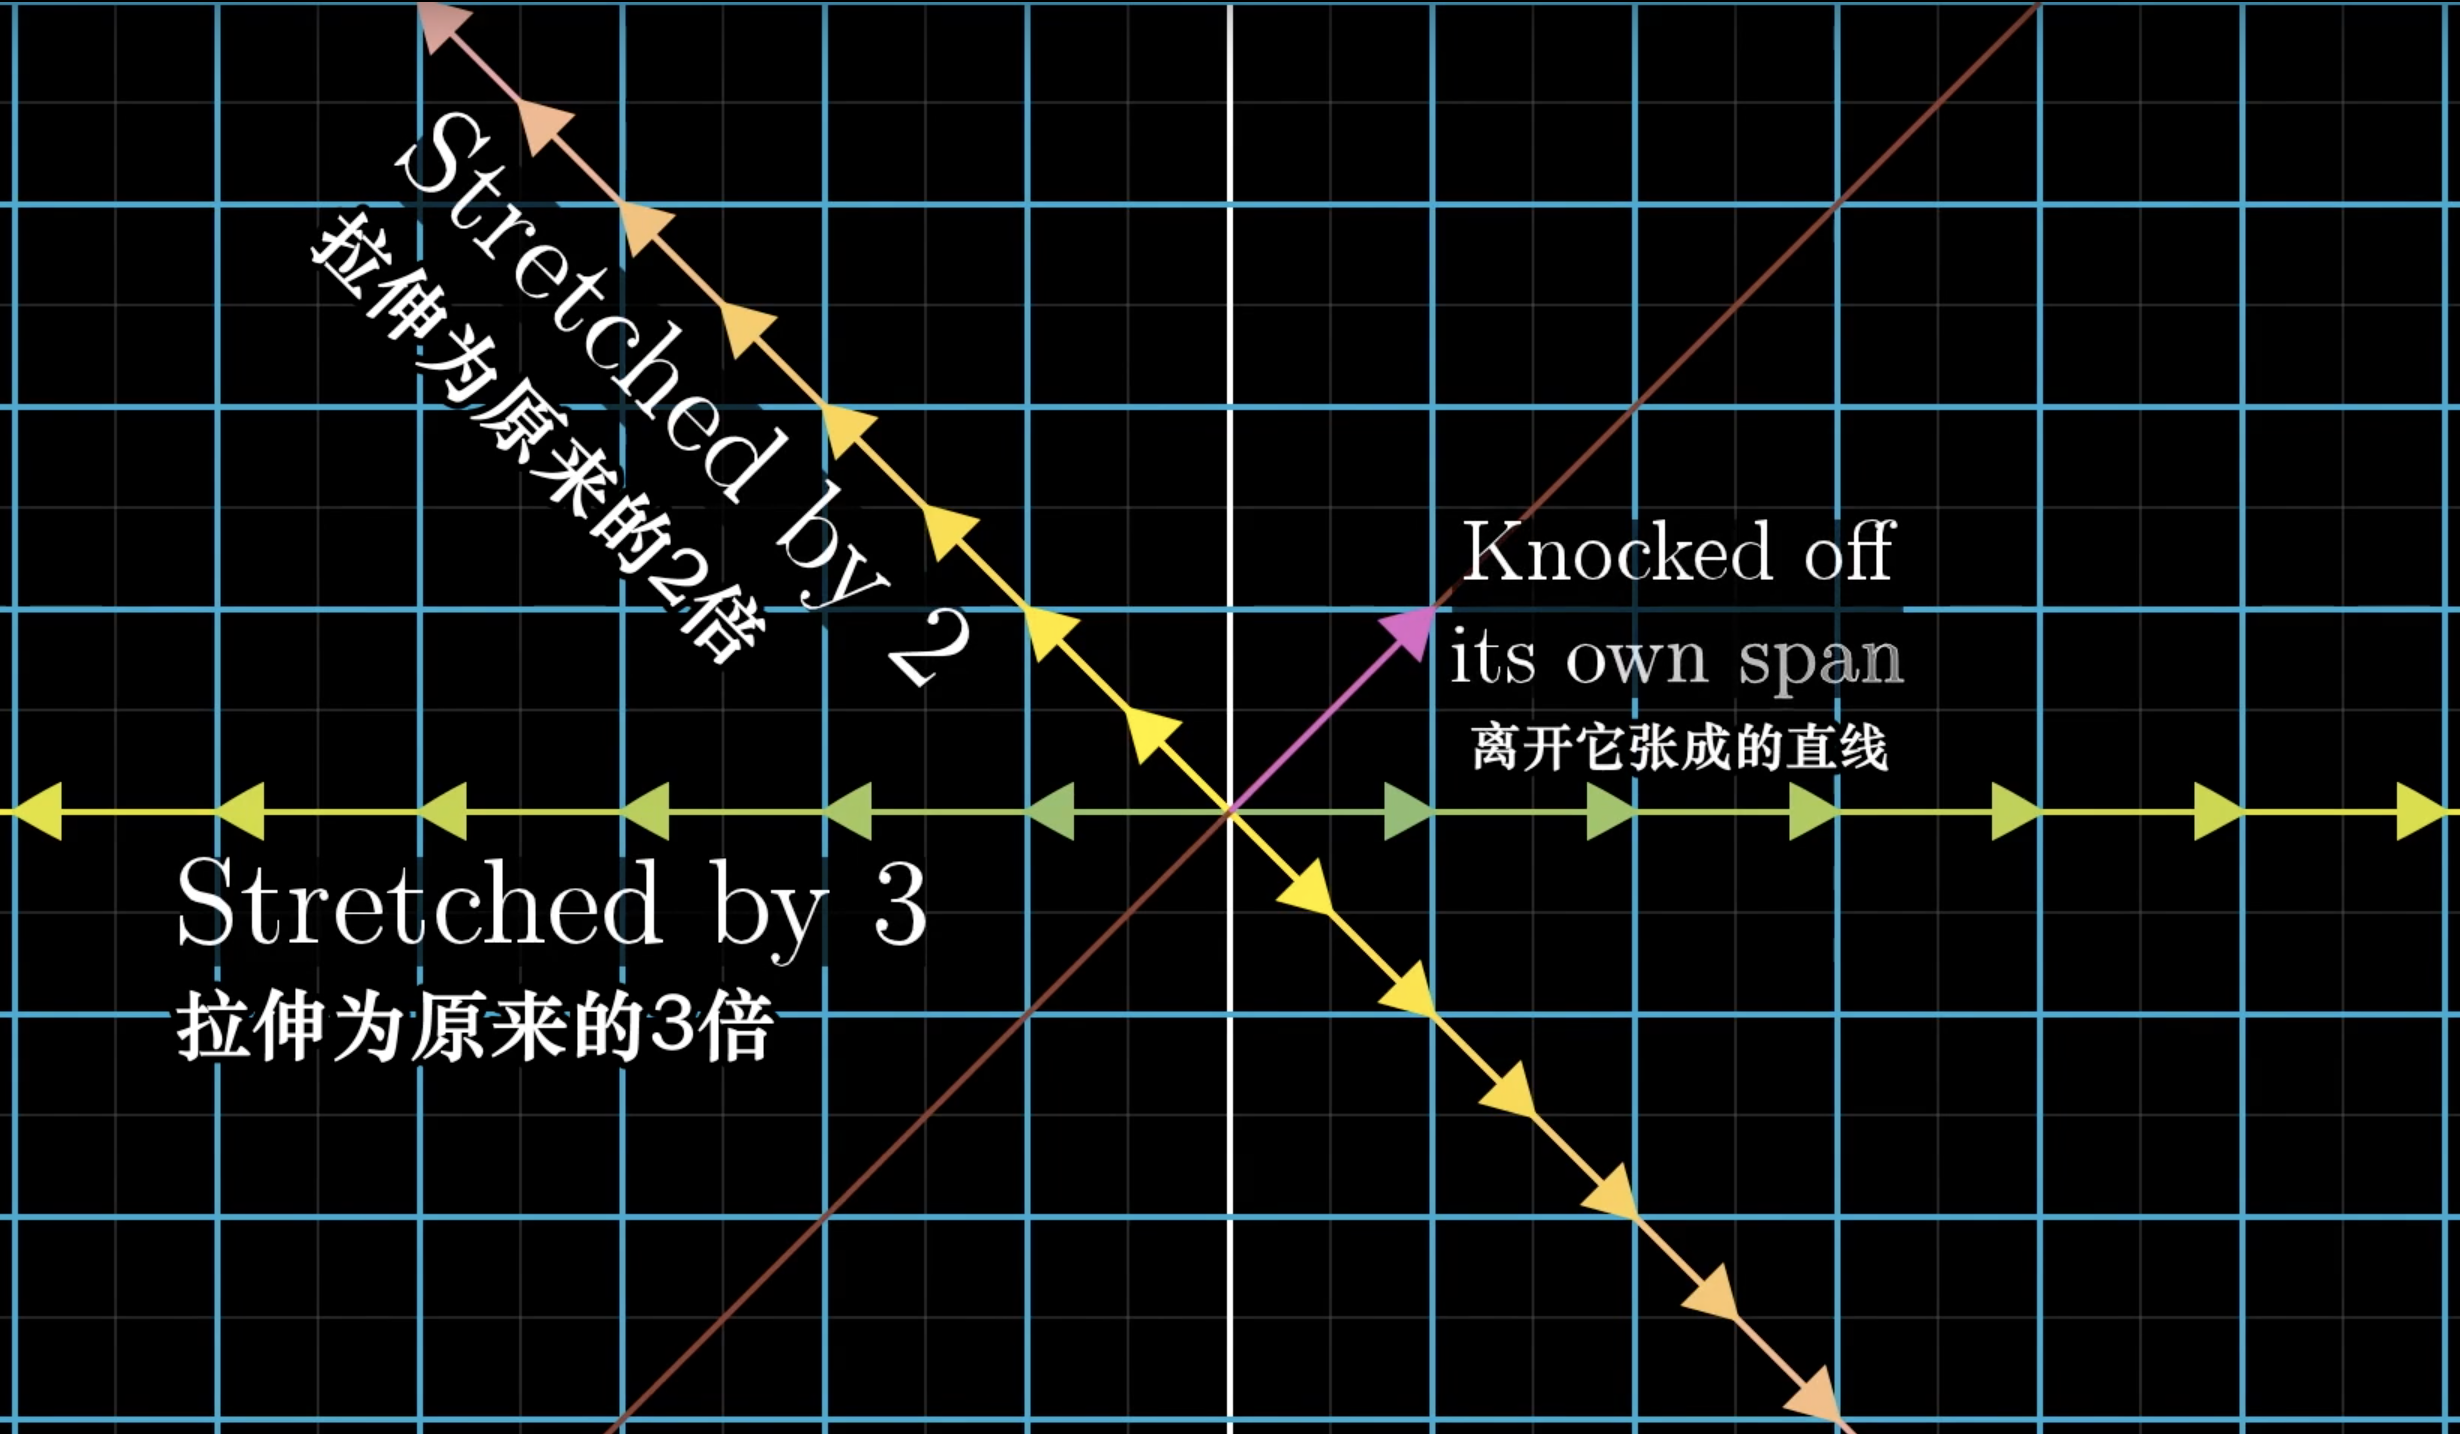 Stretched by 2
拉伸为原来的2倍
Knocked off
its own span
离开它张成的直线
Stretched by 3
拉伸为原来的3倍